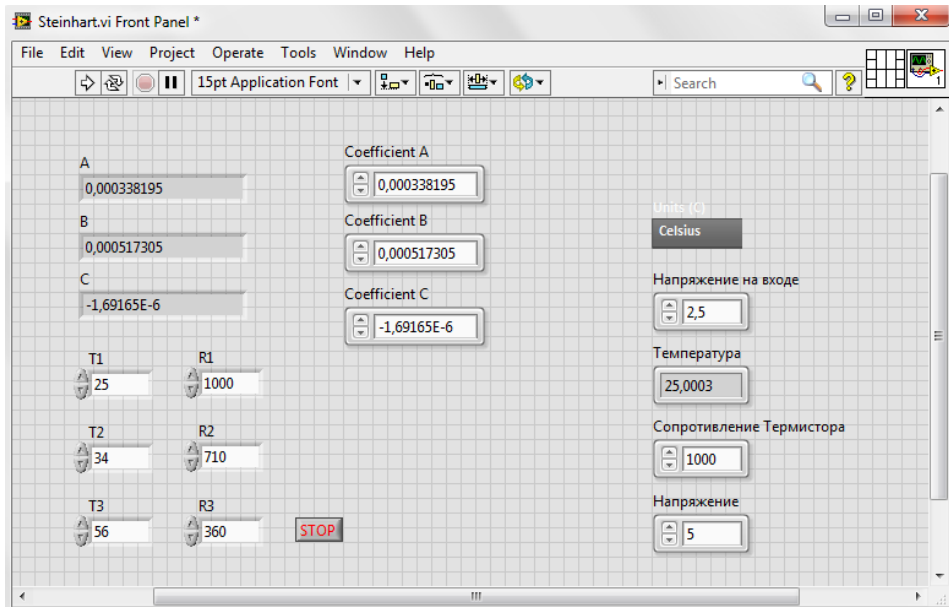 Steinhart.vi Front Panel *
File Edit View Project Operate Tools Window Help
15pt Application Font
Search
?
1
A
0,000338195
B
0,000517305
C
-1,69165E-6
Coefficient A
0,000338195
Coefficient B
0,000517305
Coefficient C
-1,69165E-6
T1 R1
25 1000
T2 R2
34 710
T3 R3
56 360
STOP
Units (C)
Celsius
Напряжение на входе
2,5
Температура
25,0003
Сопротивление Термистора
1000
Напряжение
5